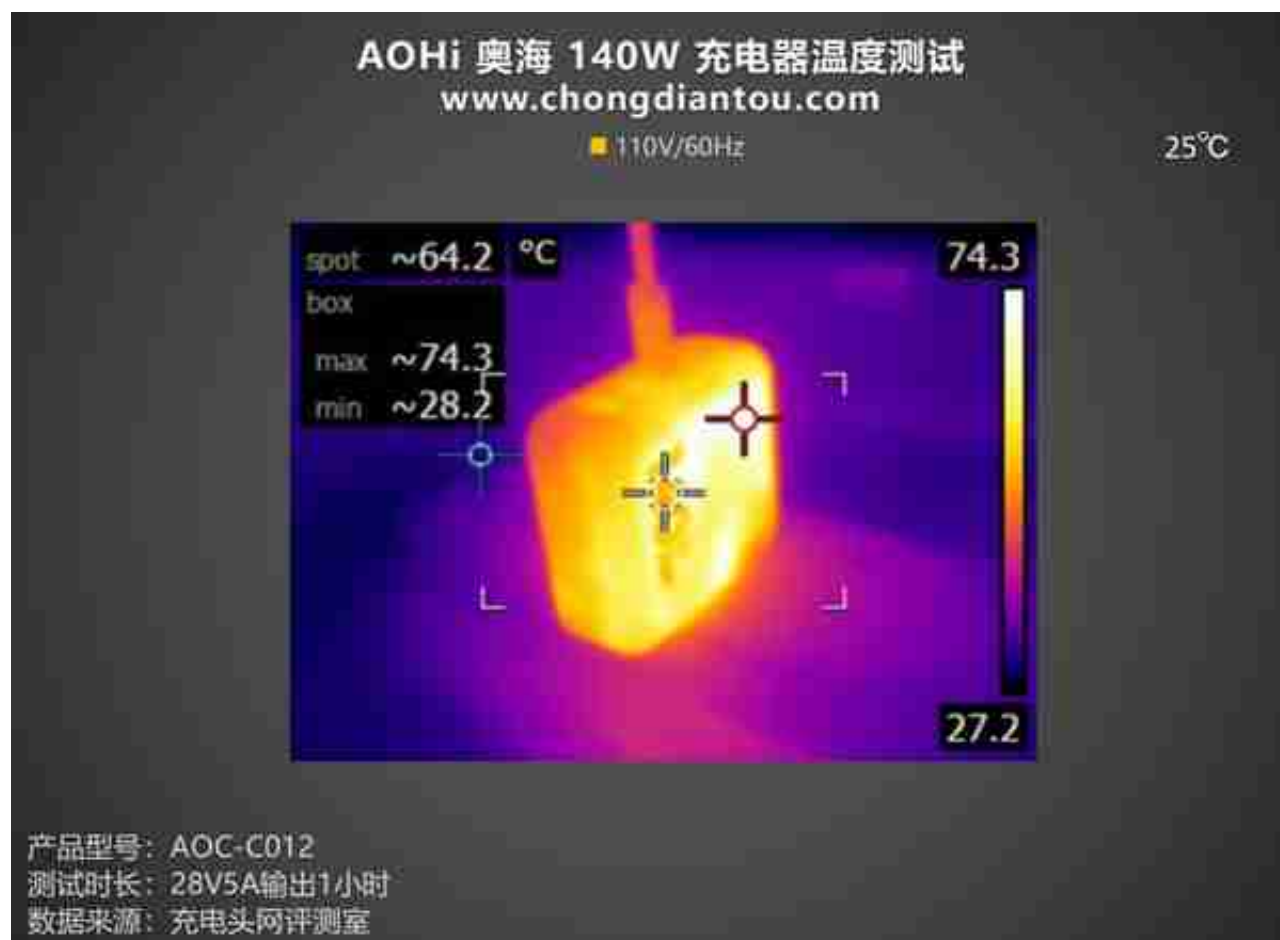 AOHi 奥海 140W 充电器温度测试
www.chongdiantou.com
110V/60Hz
25℃
spot ~64.2 °C
74.3
box
max ~74.3
min ~28.2
27.2
产品型号：AOC-C012
测试时长：28V5A输出1小时
数据来源：充电头网评测室